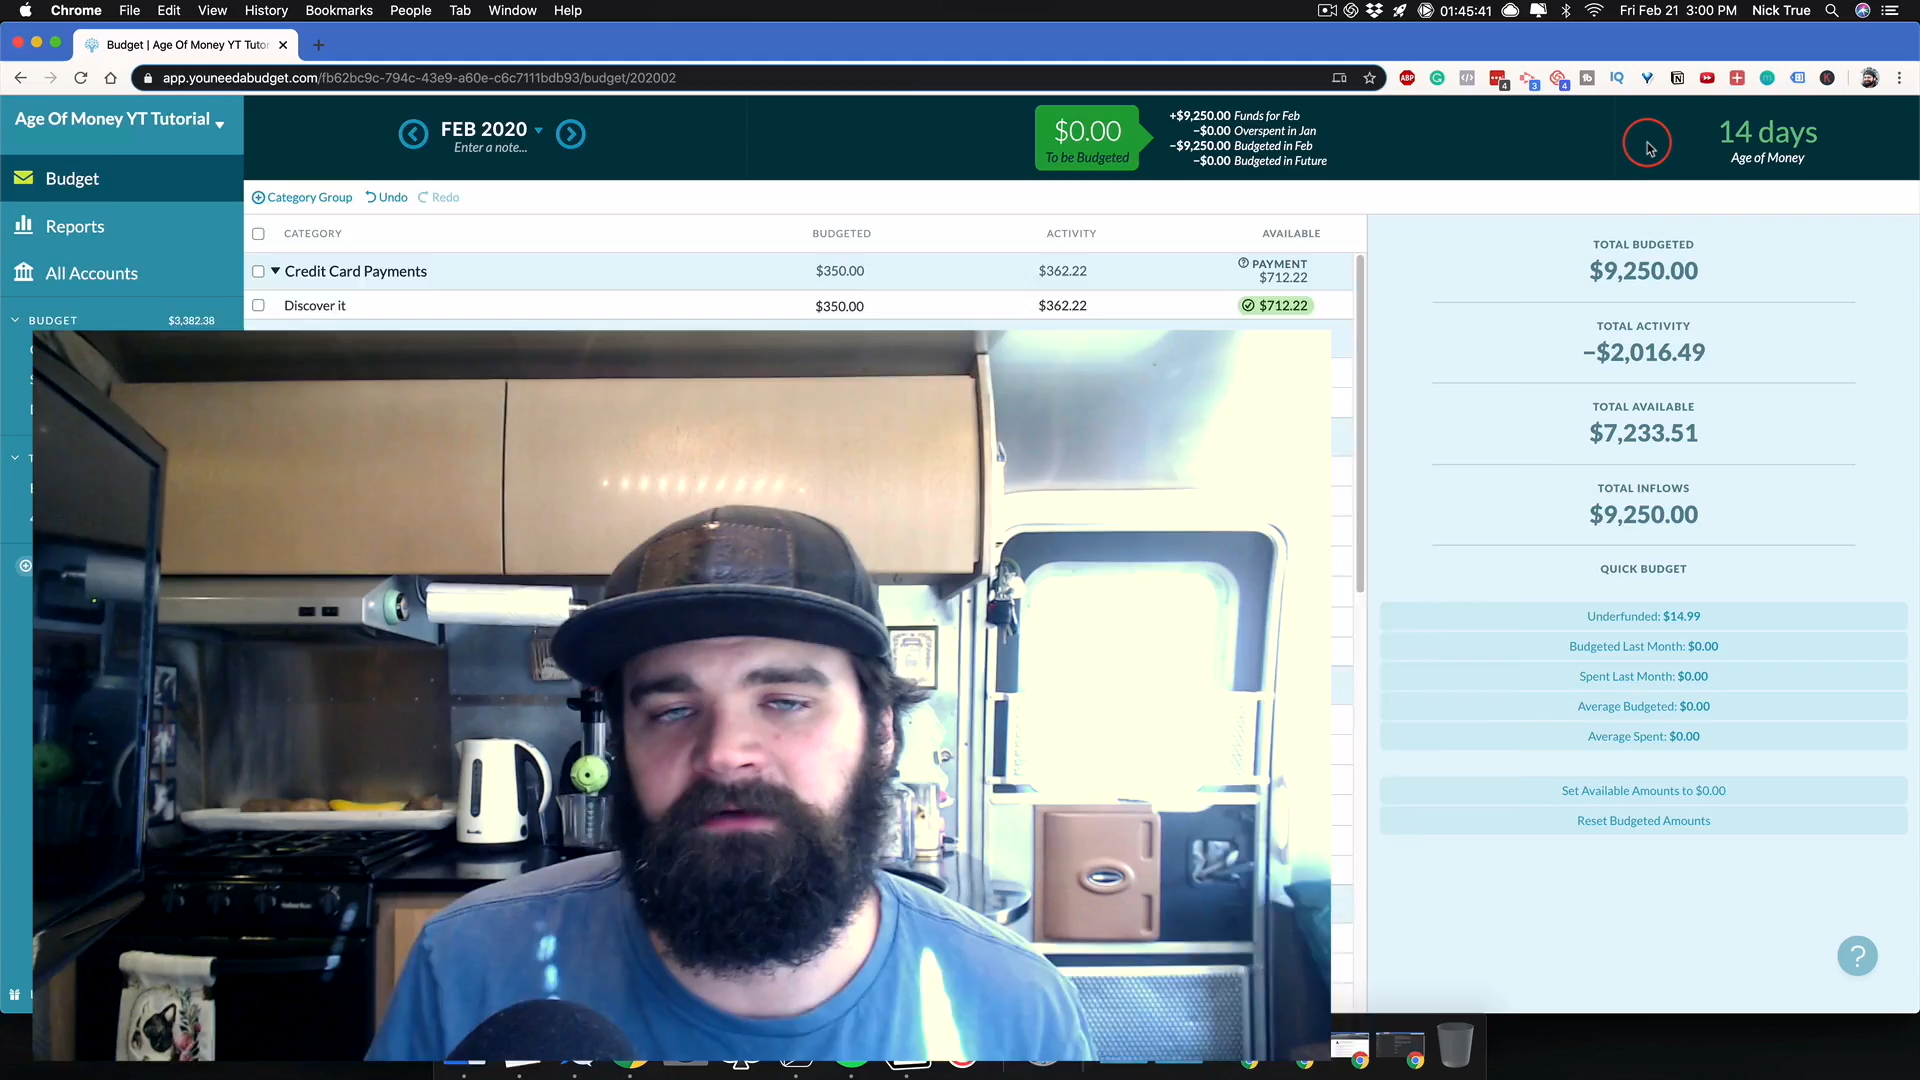 Chrome File Edit View History Bookmarks People Tab Window Help 01:45:41 Fri Feb 21 3:00 PM Nick True
Budget | Age Of Money YT Tutor
app.youneedabudget.com/fb62bc9c-794c-43e9-a60e-c6c7111bdb93/budget/202002
ABP 4 3 4 tb IQ K
Age Of Money YT Tutorial
Budget
Reports
All Accounts
BUDGET $3,382.38
FEB 2020
Enter a note...
$0.00
To be Budgeted
+$9,250.00 Funds for Feb
−$0.00 Overspent in Jan
−$9,250.00 Budgeted in Feb
−$0.00 Budgeted in Future
14 days
Age of Money
Category Group Undo Redo
CATEGORY BUDGETED ACTIVITY AVAILABLE
Credit Card Payments $350.00 $362.22 PAYMENT
$712.22
Discover it $350.00 $362.22 $712.22
TOTAL BUDGETED
$9,250.00
TOTAL ACTIVITY
−$2,016.49
TOTAL AVAILABLE
$7,233.51
TOTAL INFLOWS
$9,250.00
QUICK BUDGET
Underfunded: $14.99
Budgeted Last Month: $0.00
Spent Last Month: $0.00
Average Budgeted: $0.00
Average Spent: $0.00
Set Available Amounts to $0.00
Reset Budgeted Amounts
?